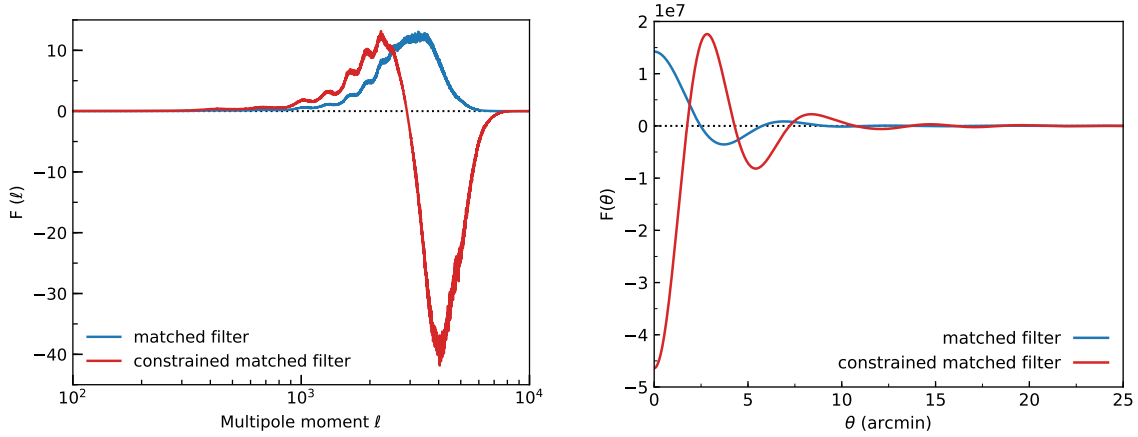 10
0
−10
−20
−30
−40
F (ℓ)
matched filter
constrained matched filter
10²
10³
10⁴
Multipole moment ℓ
1e7
2
1
0
−1
−2
−3
−4
−5
F(θ)
matched filter
constrained matched filter
0
5
10
15
20
25
θ (arcmin)